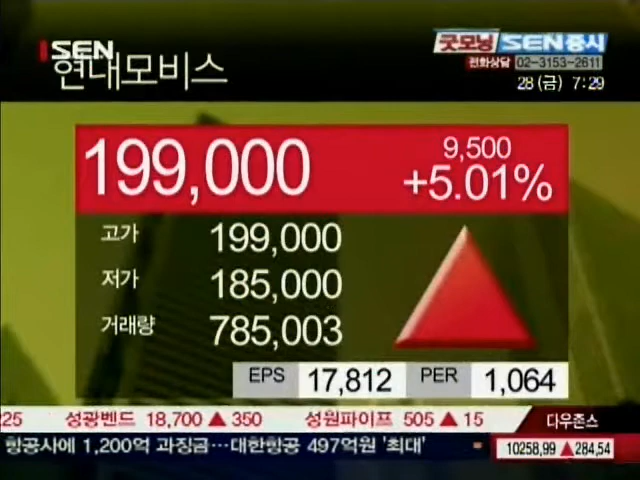 SEN
현대모비스
굿모닝 SEN증시
전화상담 02-3153-2611
28(금) 7:29
199,000
9,500
+5.01%
고가 199,000
저가 185,000
거래량 785,003
EPS 17,812 PER 1,064
225 성광벤드 18,700 ▲ 350 성원파이프 505 ▲ 15 다우존스
항공사에 1,200억 과징금…대한항공 497억원 '최대' 10258,99 ▲284,54